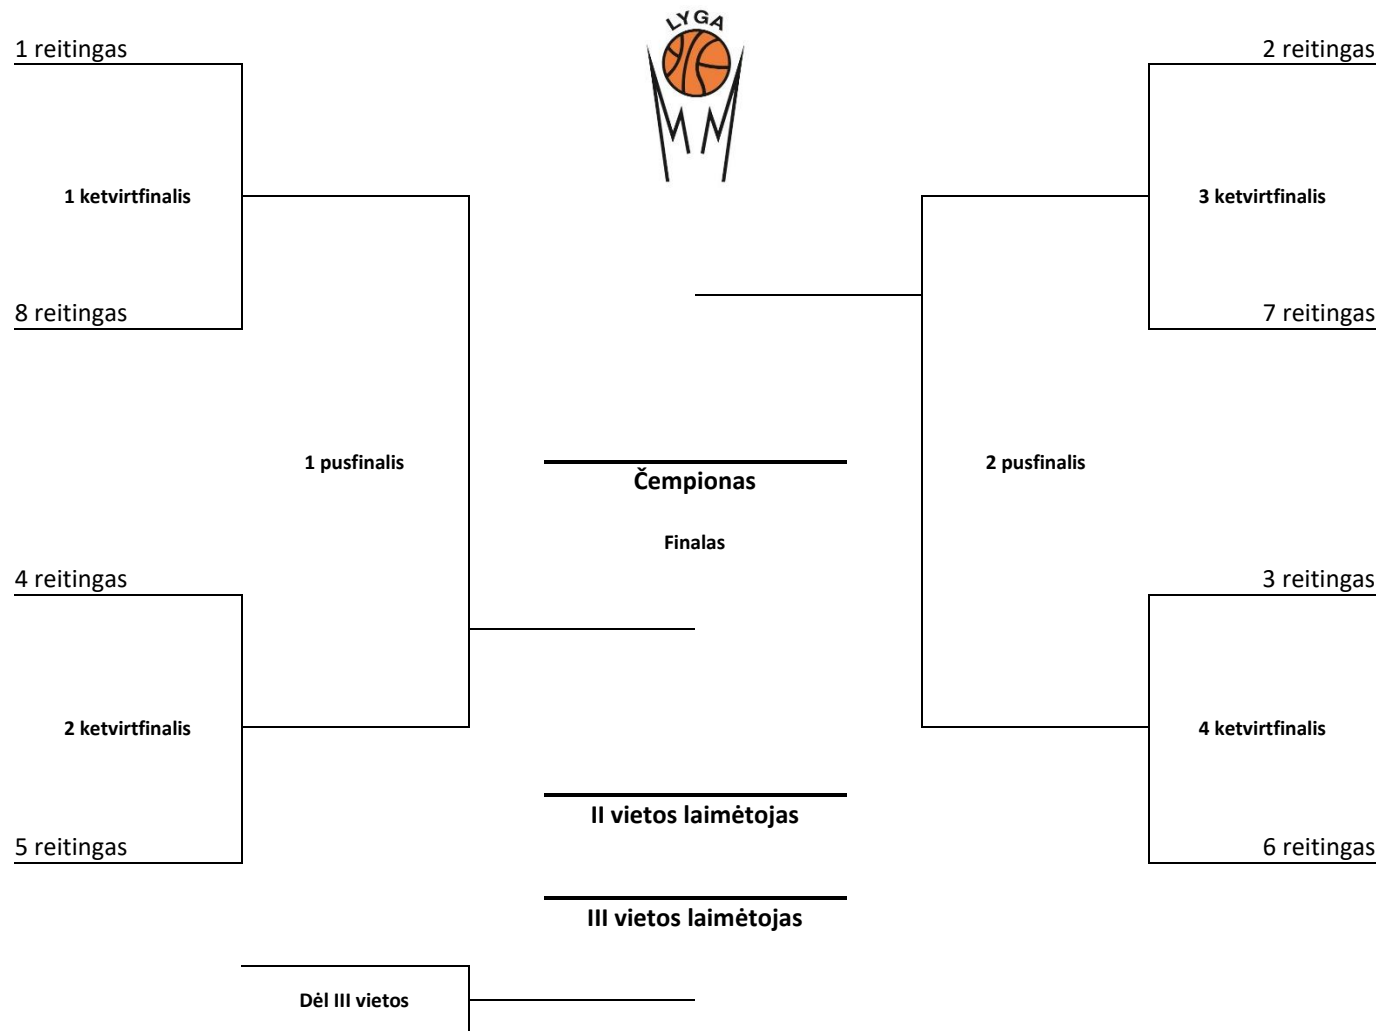 LYGA
1 reitingas
2 reitingas
1 ketvirtfinalis
3 ketvirtfinalis
8 reitingas
7 reitingas
1 pusfinalis
2 pusfinalis
Čempionas
Finalas
4 reitingas
3 reitingas
2 ketvirtfinalis
4 ketvirtfinalis
II vietos laimėtojas
5 reitingas
6 reitingas
III vietos laimėtojas
Dėl III vietos